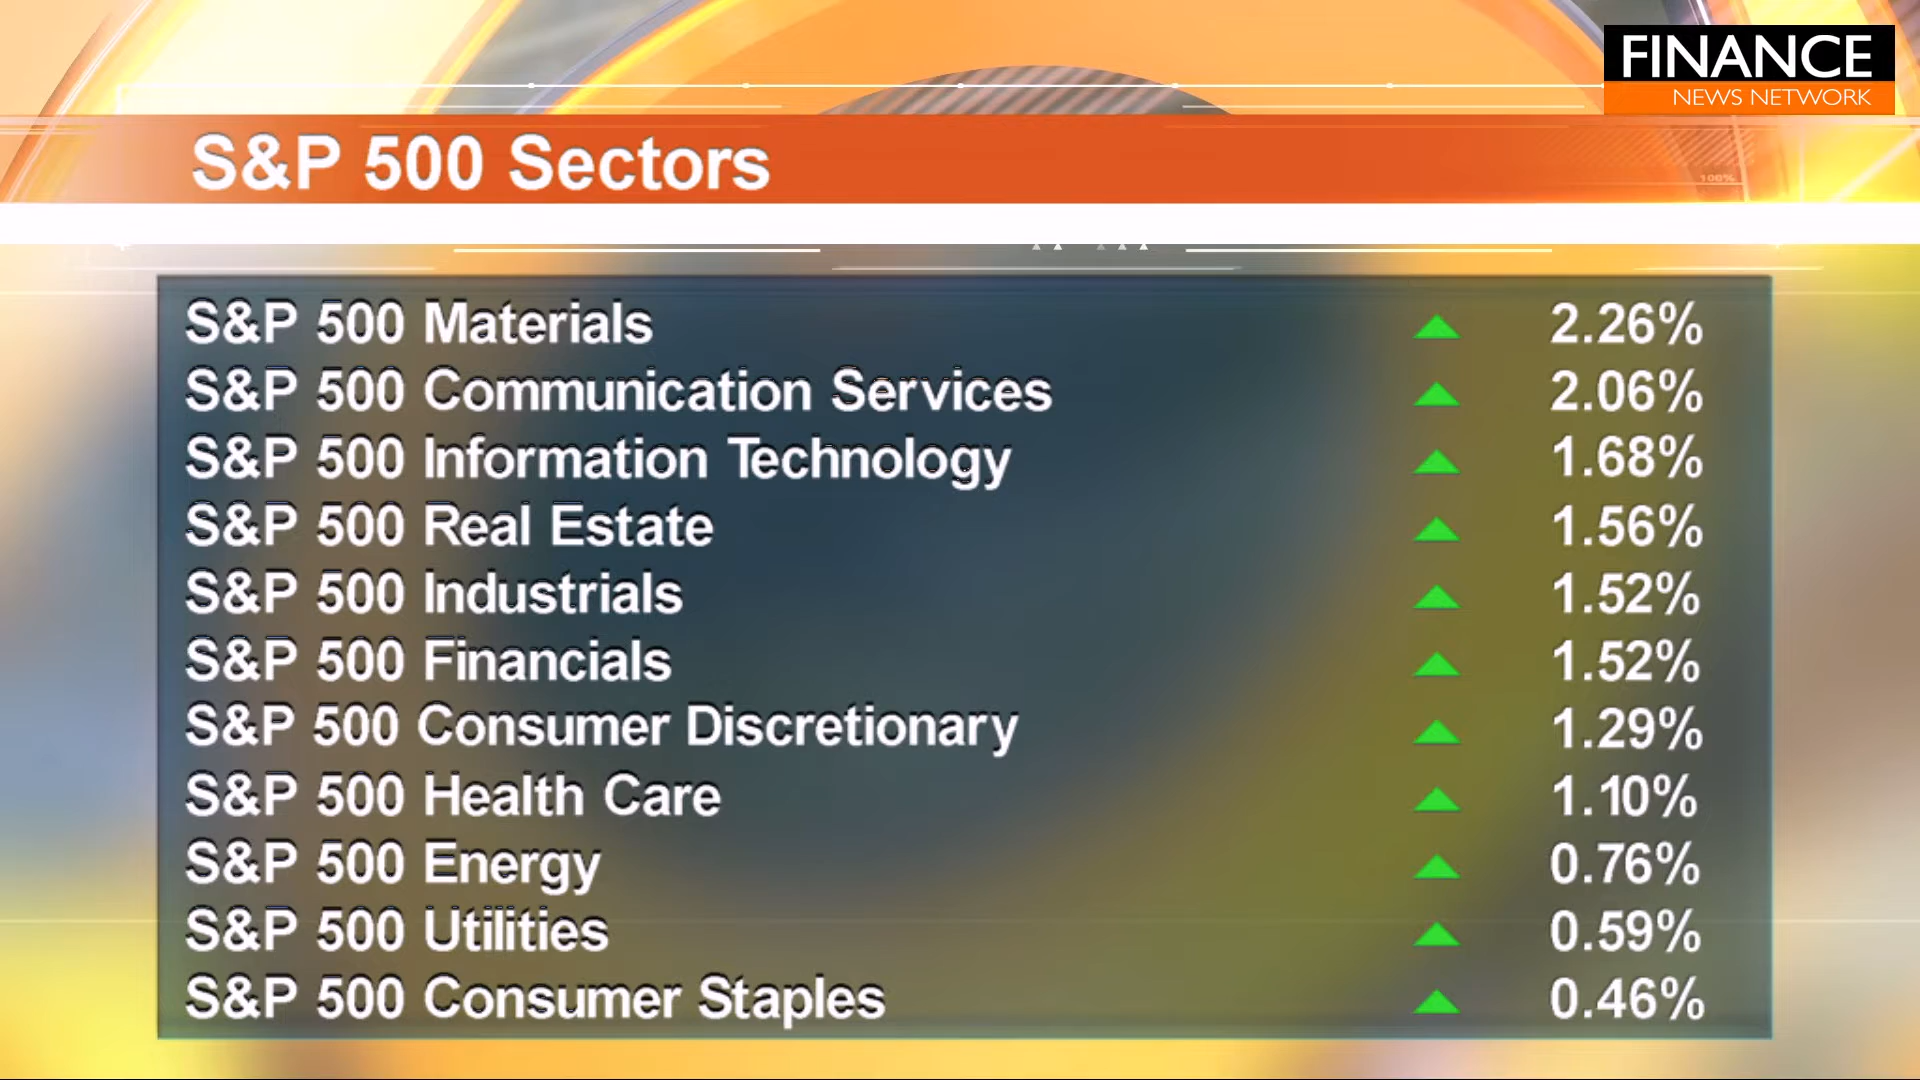 FINANCE
NEWS NETWORK
S&P 500 Sectors
100%
S&P 500 Materials ▲ 2.26%
S&P 500 Communication Services ▲ 2.06%
S&P 500 Information Technology ▲ 1.68%
S&P 500 Real Estate ▲ 1.56%
S&P 500 Industrials ▲ 1.52%
S&P 500 Financials ▲ 1.52%
S&P 500 Consumer Discretionary ▲ 1.29%
S&P 500 Health Care ▲ 1.10%
S&P 500 Energy ▲ 0.76%
S&P 500 Utilities ▲ 0.59%
S&P 500 Consumer Staples ▲ 0.46%